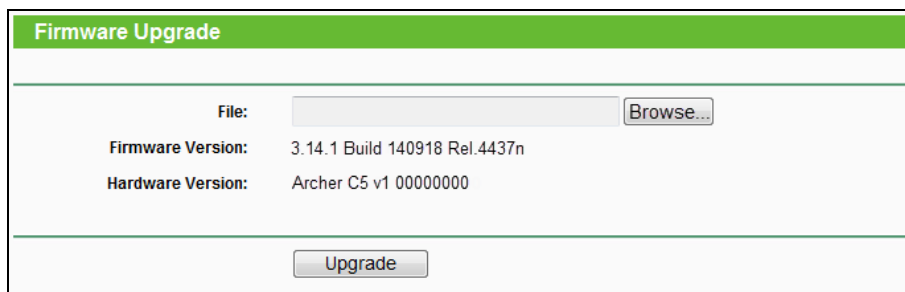 Firmware Upgrade
File: Browse...
Firmware Version: 3.14.1 Build 140918 Rel.4437n
Hardware Version: Archer C5 v1 00000000
Upgrade